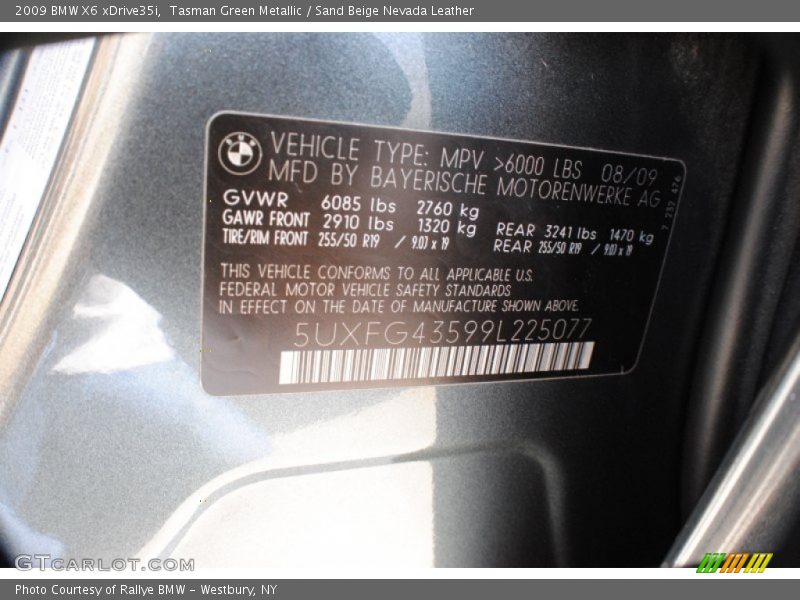 2009 BMW X6 xDrive35i, Tasman Green Metallic / Sand Beige Nevada Leather
BMW
VEHICLE TYPE: MPV >6000 LBS 08/09
MFD BY BAYERISCHE MOTORENWERKE AG
GVWR 6085 lbs 2760 kg
GAWR FRONT 2910 lbs 1320 kg REAR 3241 lbs 1470 kg
TIRE/RIM FRONT 255/50 R19 / 9.0J x 19 REAR 255/50 R19 / 9.0J x 19
7 232 476
THIS VEHICLE CONFORMS TO ALL APPLICABLE U.S.
FEDERAL MOTOR VEHICLE SAFETY STANDARDS
IN EFFECT ON THE DATE OF MANUFACTURE SHOWN ABOVE.
5UXFG43599L225077
GTCARLOT.COM
Photo Courtesy of Rallye BMW - Westbury, NY